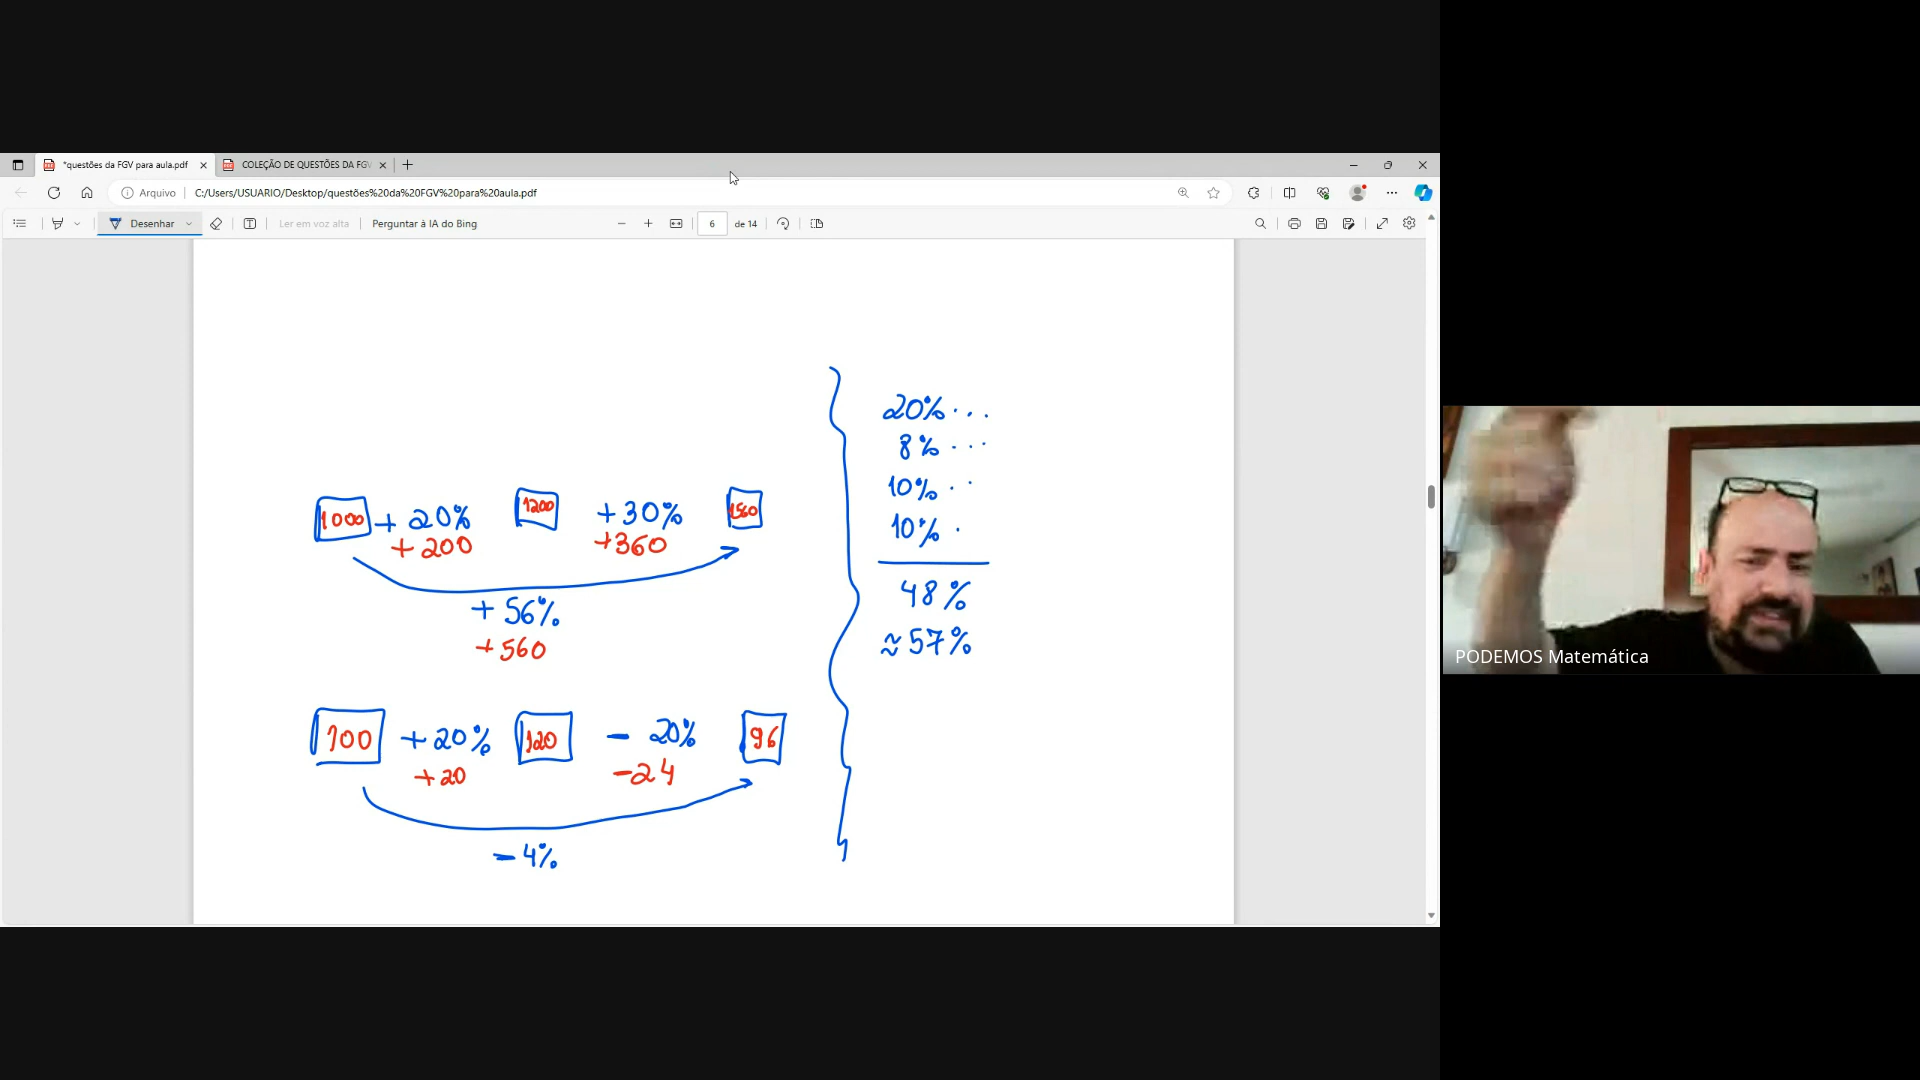 *questões da FGV para aula.pdf
COLEÇÃO DE QUESTÕES DA FGV
Arquivo
C:/Users/USUARIO/Desktop/questões%20da%20FGV%20para%20aula.pdf
Desenhar
Ler em voz alta
Perguntar à IA do Bing
6 de 14
1000 + 20% 1200 + 30% 1560
+ 200 +360
+ 56%
+ 560
100 + 20% 120 - 20% 96
+ 20 - 24
- 4%
20% ...
8% ...
10% ..
10% .
48%
≈ 57%
PODEMOS Matemática